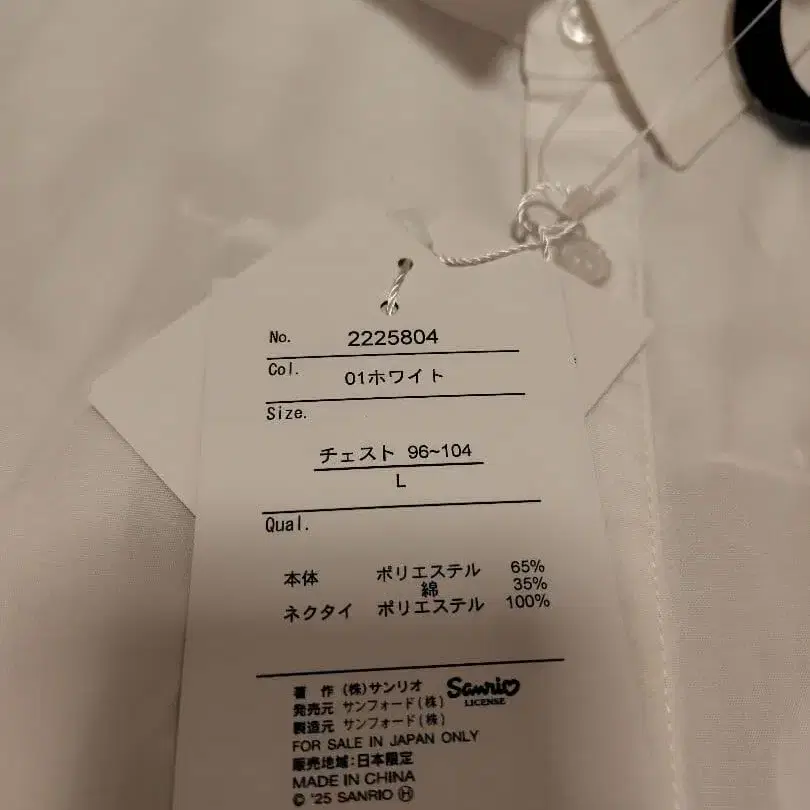 No. 2225804
Col. 01ホワイト
Size.
チェスト 96~104
L
Qual.
本体 ポリエステル 65%
綿 35%
ネクタイ ポリエステル 100%
著 作 (株)サンリオ
Sanrio
LICENSE
発売元 サンフォード(株)
製造元 サンフォード(株)
FOR SALE IN JAPAN ONLY
販売地域:日本限定
MADE IN CHINA
© '25 SANRIO Ⓗ